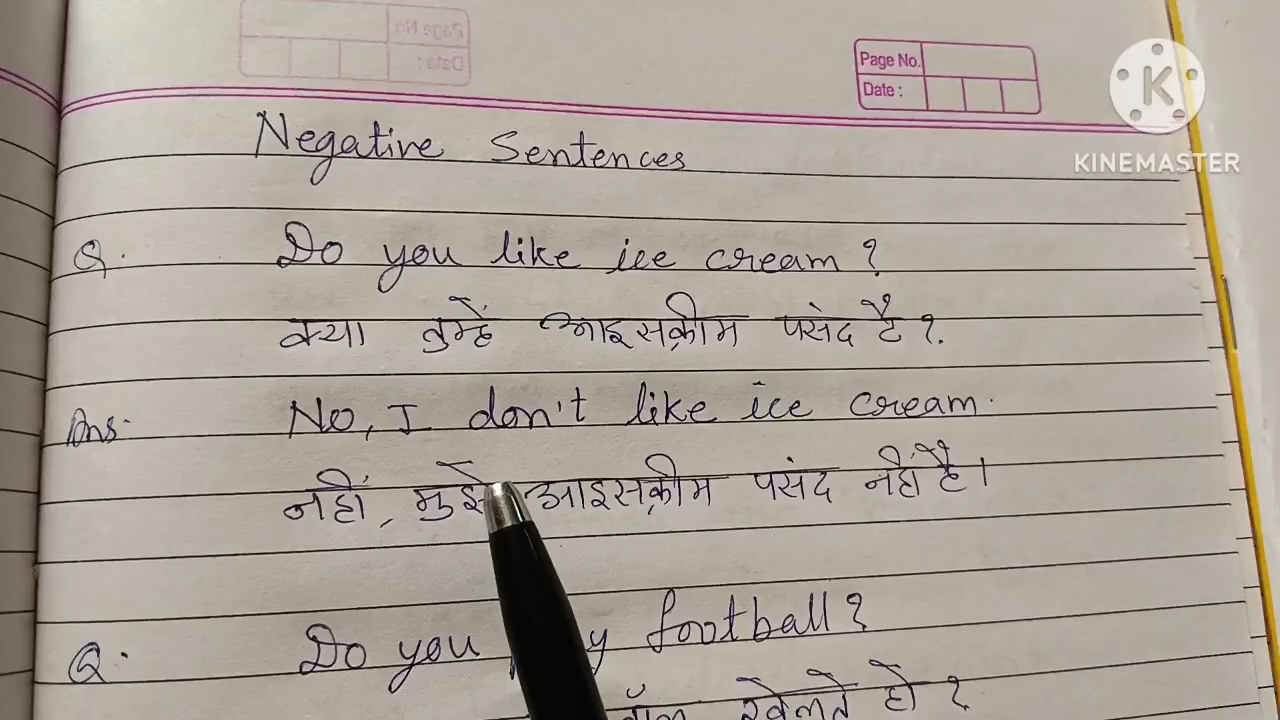 Page No.
Date :
K
KINEMASTER
Negative Sentences
Q. Do you like ice cream ?
क्या तुम्हें आइसक्रीम पसंद है ?
Ans. No, I don't like ice cream.
नहीं, मुझे आइसक्रीम पसंद नहीं है।
Q. Do you football ?
खेलते हो ?